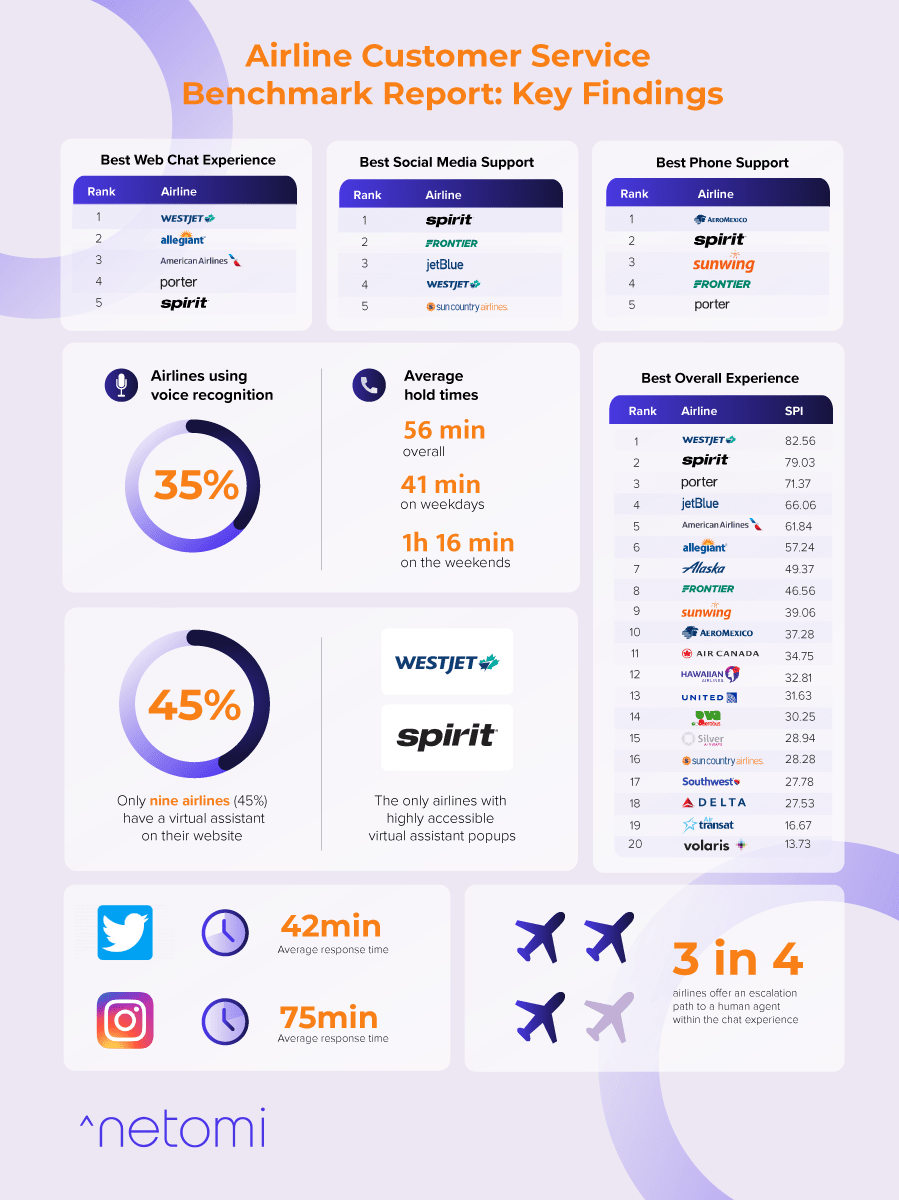 Airline Customer Service
Benchmark Report: Key Findings
Best Web Chat Experience
Rank Airline
1 WESTJET
2 allegiant
3 American Airlines
4 porter
5 spirit
Best Social Media Support
Rank Airline
1 spirit
2 FRONTIER
3 jetBlue
4 WESTJET
5 sun country airlines.
Best Phone Support
Rank Airline
1 AEROMEXICO
2 spirit
3 sunwing
4 FRONTIER
5 porter
Airlines using
voice recognition
35%
Average
hold times
56 min
overall
41 min
on weekdays
1h 16 min
on the weekends
Best Overall Experience
Rank Airline SPI
1 WESTJET 82.56
2 spirit 79.03
3 porter 71.37
4 jetBlue 66.06
5 American Airlines 61.84
6 allegiant 57.24
7 Alaska 49.37
8 FRONTIER 46.56
9 sunwing 39.06
10 AEROMEXICO 37.28
11 AIR CANADA 34.75
12 HAWAIIAN AIRLINES 32.81
13 UNITED 31.63
14 viva aerobus 30.25
15 Silver AIRWAYS 28.94
16 sun country airlines. 28.28
17 Southwest 27.78
18 DELTA 27.53
19 Air transat 16.67
20 volaris 13.73
45%
Only nine airlines (45%)
have a virtual assistant
on their website
WESTJET
spirit
The only airlines with
highly accessible
virtual assistant popups
42min
Average response time
75min
Average response time
3 in 4
airlines offer an escalation
path to a human agent
within the chat experience
^netomi